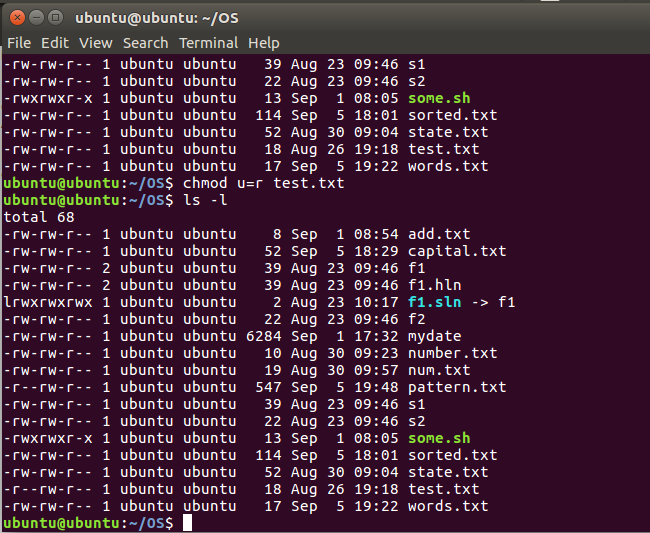 ubuntu@ubuntu: ~/OS
File Edit View Search Terminal Help
-rw-rw-r-- 1 ubuntu ubuntu   39 Aug 23 09:46 s1
-rw-rw-r-- 1 ubuntu ubuntu   22 Aug 23 09:46 s2
-rwxrwxr-x 1 ubuntu ubuntu   13 Sep  1 08:05 some.sh
-rw-rw-r-- 1 ubuntu ubuntu  114 Sep  5 18:01 sorted.txt
-rw-rw-r-- 1 ubuntu ubuntu   52 Aug 30 09:04 state.txt
-rw-rw-r-- 1 ubuntu ubuntu   18 Aug 26 19:18 test.txt
-rw-rw-r-- 1 ubuntu ubuntu   17 Sep  5 19:22 words.txt
ubuntu@ubuntu:~/OS$ chmod u=r test.txt
ubuntu@ubuntu:~/OS$ ls -l
total 68
-rw-rw-r-- 1 ubuntu ubuntu    8 Sep  1 08:54 add.txt
-rw-rw-r-- 1 ubuntu ubuntu   52 Sep  5 18:29 capital.txt
-rw-rw-r-- 2 ubuntu ubuntu   39 Aug 23 09:46 f1
-rw-rw-r-- 2 ubuntu ubuntu   39 Aug 23 09:46 f1.hln
lrwxrwxrwx 1 ubuntu ubuntu    2 Aug 23 10:17 f1.sln -> f1
-rw-rw-r-- 1 ubuntu ubuntu   22 Aug 23 09:46 f2
-rw-rw-r-- 1 ubuntu ubuntu 6284 Sep  1 17:32 mydate
-rw-rw-r-- 1 ubuntu ubuntu   10 Aug 30 09:23 number.txt
-rw-rw-r-- 1 ubuntu ubuntu   19 Aug 30 09:57 num.txt
-r--rw-r-- 1 ubuntu ubuntu  547 Sep  5 19:48 pattern.txt
-rw-rw-r-- 1 ubuntu ubuntu   39 Aug 23 09:46 s1
-rw-rw-r-- 1 ubuntu ubuntu   22 Aug 23 09:46 s2
-rwxrwxr-x 1 ubuntu ubuntu   13 Sep  1 08:05 some.sh
-rw-rw-r-- 1 ubuntu ubuntu  114 Sep  5 18:01 sorted.txt
-rw-rw-r-- 1 ubuntu ubuntu   52 Aug 30 09:04 state.txt
-r--rw-r-- 1 ubuntu ubuntu   18 Aug 26 19:18 test.txt
-rw-rw-r-- 1 ubuntu ubuntu   17 Sep  5 19:22 words.txt
ubuntu@ubuntu:~/OS$